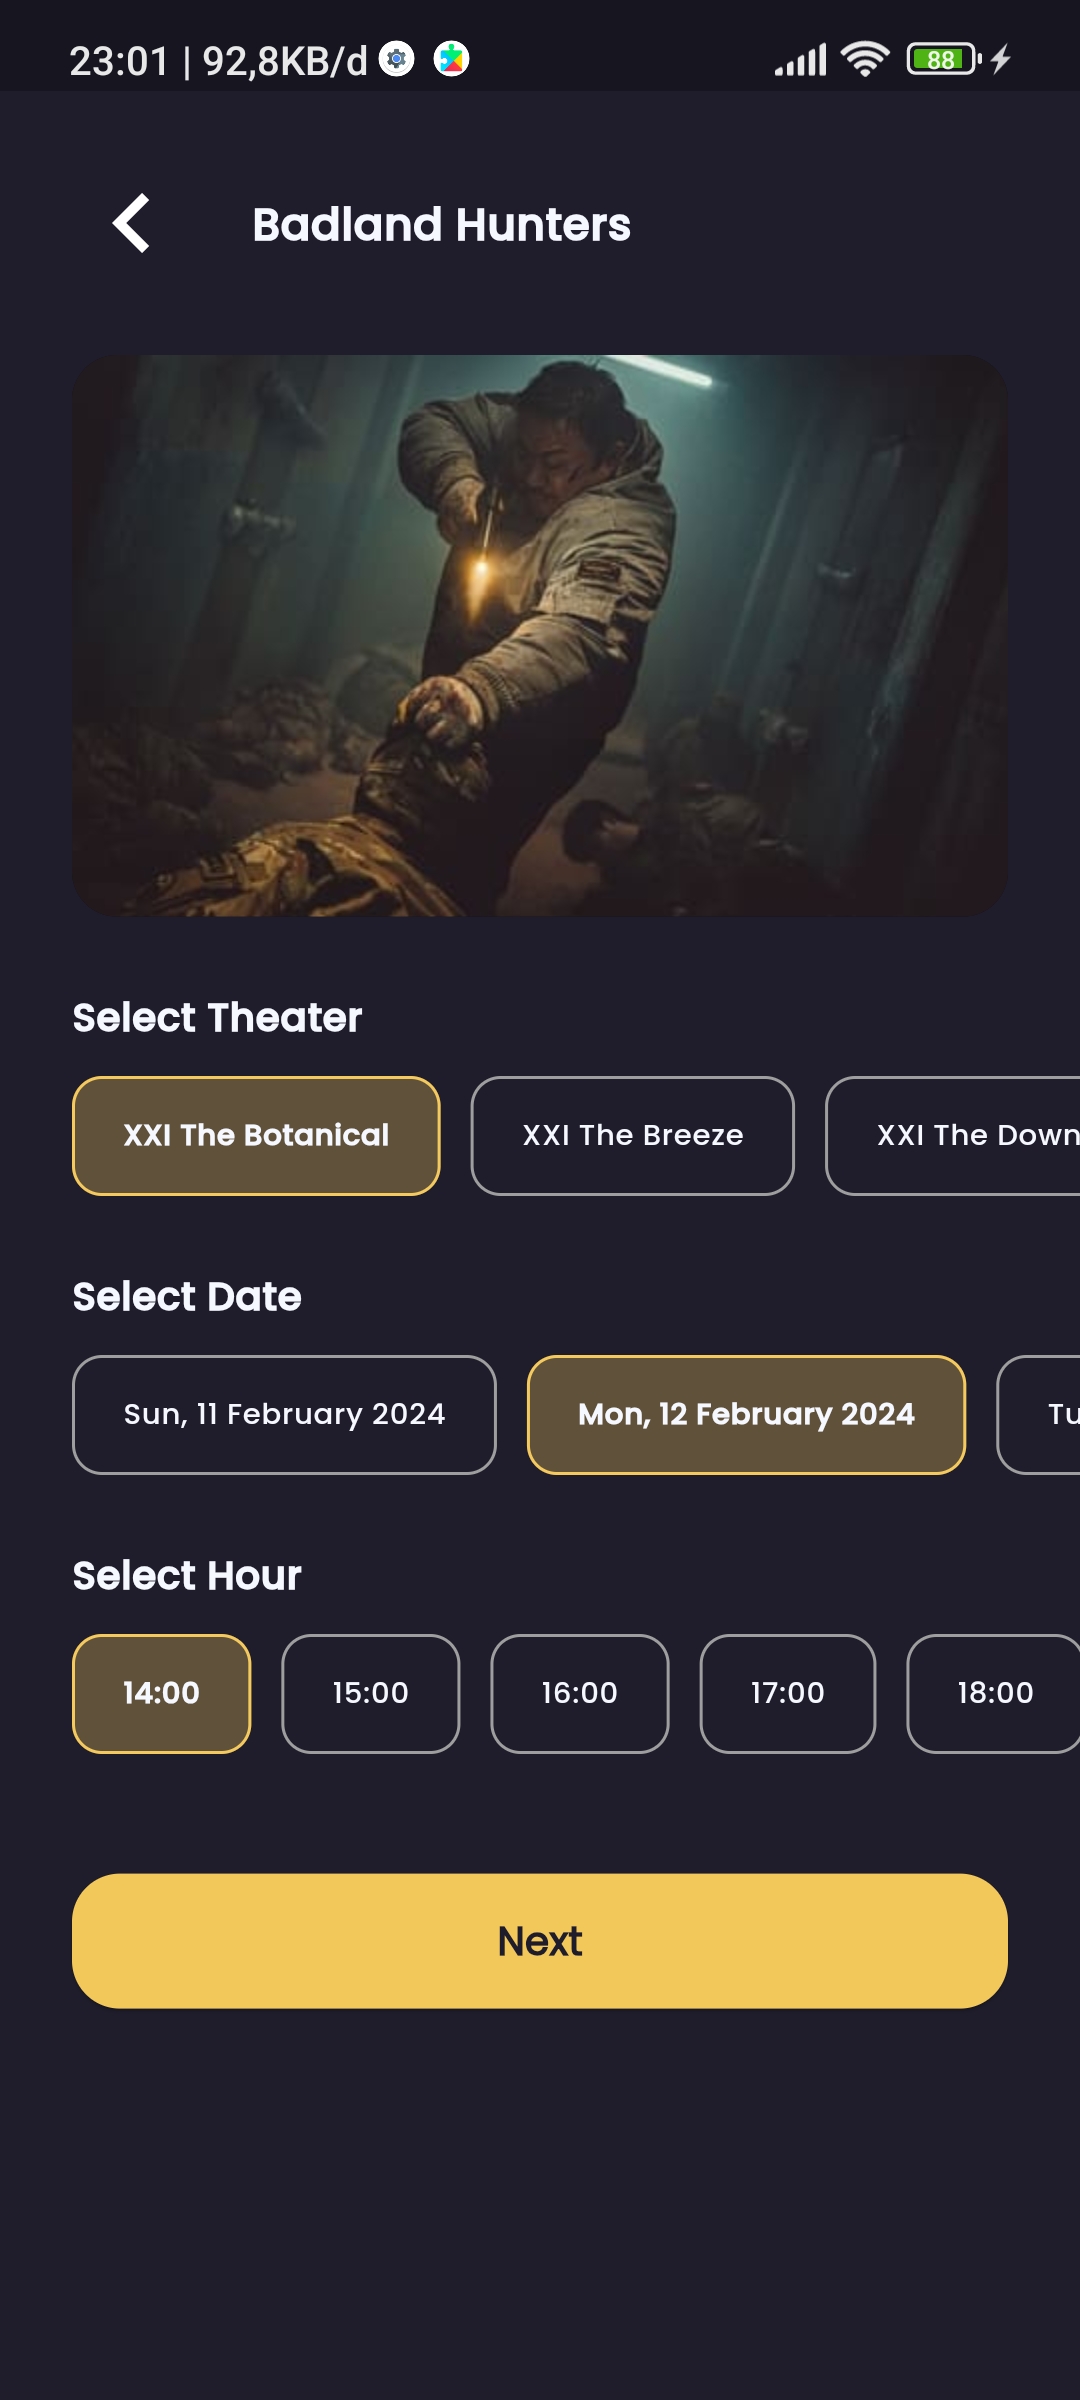 23:01 | 92,8KB/d
88
Badland Hunters
Select Theater
XXI The Botanical XXI The Breeze XXI The Down
Select Date
Sun, 11 February 2024 Mon, 12 February 2024 Tu
Select Hour
14:00 15:00 16:00 17:00 18:00
Next